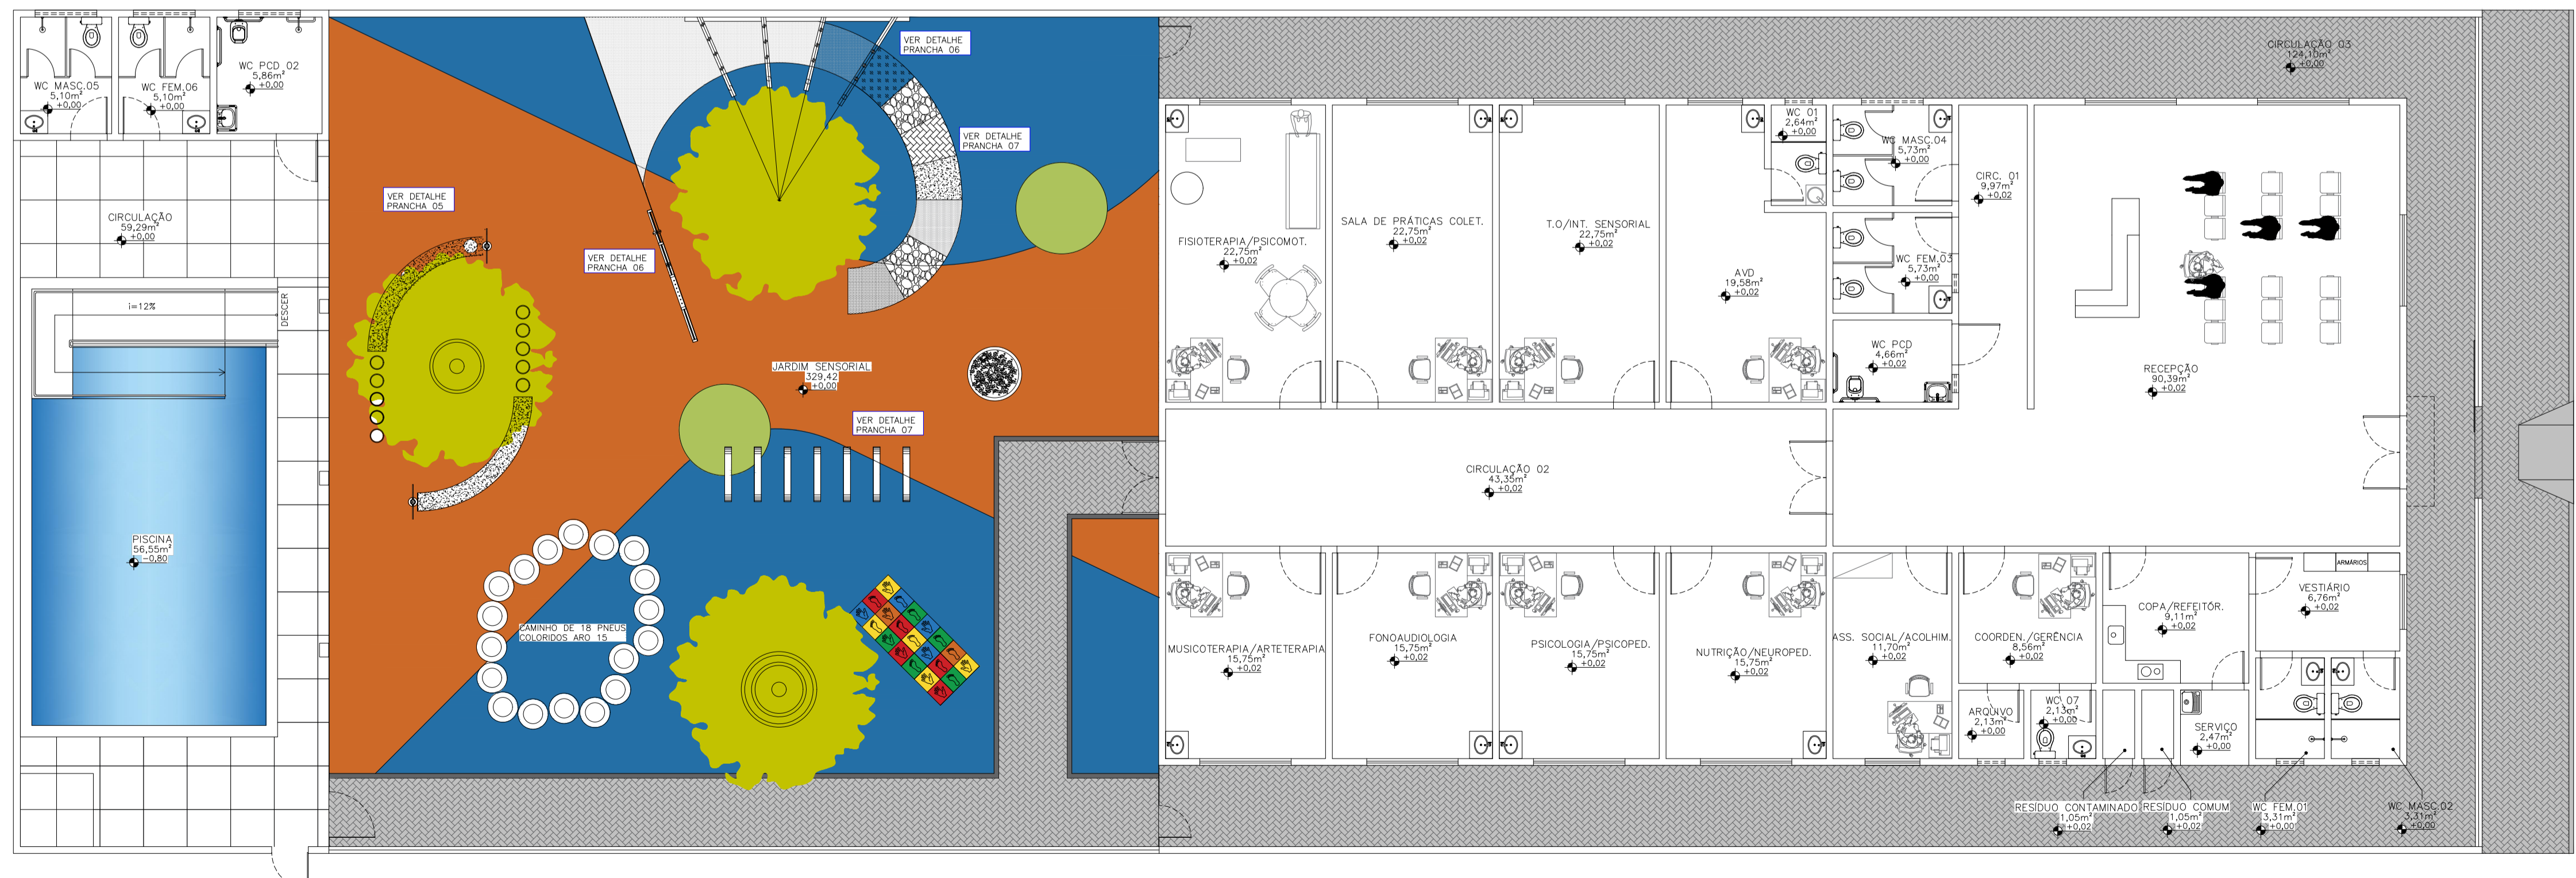 WC MASC.05
5,10m²
+0,00
WC FEM.06
5,10m²
+0,00
WC PCD 02
5,86m²
+0,00
CIRCULAÇÃO
59,29m²
+0,00
i=12%
DESCER
PISCINA
56,55m²
-0,80
VER DETALHE
PRANCHA 05
VER DETALHE
PRANCHA 06
VER DETALHE
PRANCHA 06
VER DETALHE
PRANCHA 07
JARDIM SENSORIAL
329,42
+0,00
VER DETALHE
PRANCHA 07
CAMINHO DE 18 PNEUS
COLORIDOS ARO 15
CIRCULAÇÃO 03
124,10m²
+0,00
FISIOTERAPIA/PSICOMOT.
22,75m²
+0,02
SALA DE PRÁTICAS COLET.
22,75m²
+0,02
T.O/INT. SENSORIAL
22,75m²
+0,02
AVD
19,58m²
+0,02
WC 01
2,64m²
+0,00
WC MASC.04
5,73m²
+0,00
WC FEM.03
5,73m²
+0,00
WC PCD
4,66m²
+0,02
CIRC. 01
9,97m²
+0,02
RECEPÇÃO
90,39m²
+0,02
CIRCULAÇÃO 02
43,35m²
+0,02
MUSICOTERAPIA/ARTETERAPIA
15,75m²
+0,02
FONOAUDIOLOGIA
15,75m²
+0,02
PSICOLOGIA/PSICOPED.
15,75m²
+0,02
NUTRIÇÃO/NEUROPED.
15,75m²
+0,02
ASS. SOCIAL/ACOLHIM.
11,70m²
+0,02
COORDEN./GERÊNCIA
8,56m²
+0,02
COPA/REFEITÓR.
9,11m²
+0,02
ARMÁRIOS
VESTIÁRIO
6,76m²
+0,02
ARQUIVO
2,13m²
+0,00
WC 07
2,13m²
+0,00
SERVIÇO
2,47m²
+0,00
RESÍDUO CONTAMINADO
1,05m²
+0,02
RESÍDUO COMUM
1,05m²
+0,02
WC FEM.01
3,31m²
+0,00
WC MASC.02
3,31m²
+0,00